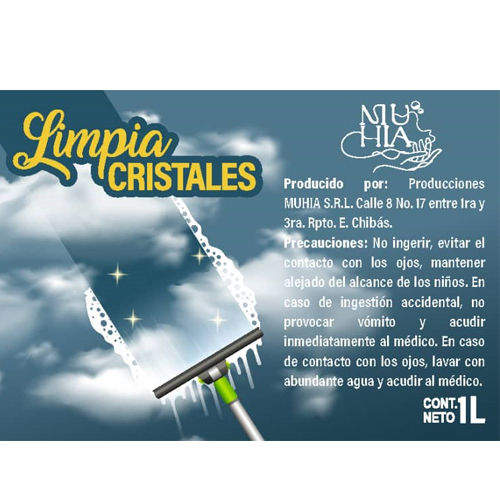 Limpia
CRISTALES
MUHIA
Producido por: Producciones
MUHIA S.R.L. Calle 8 No. 17 entre 1ra y
3ra. Rpto. E. Chibás.
Precauciones: No ingerir, evitar el
contacto con los ojos, mantener
alejado del alcance de los niños. En
caso de ingestión accidental, no
provocar vómito y acudir
inmediatamente al médico. En caso
de contacto con los ojos, lavar con
abundante agua y acudir al médico.
CONT.
NETO 1L